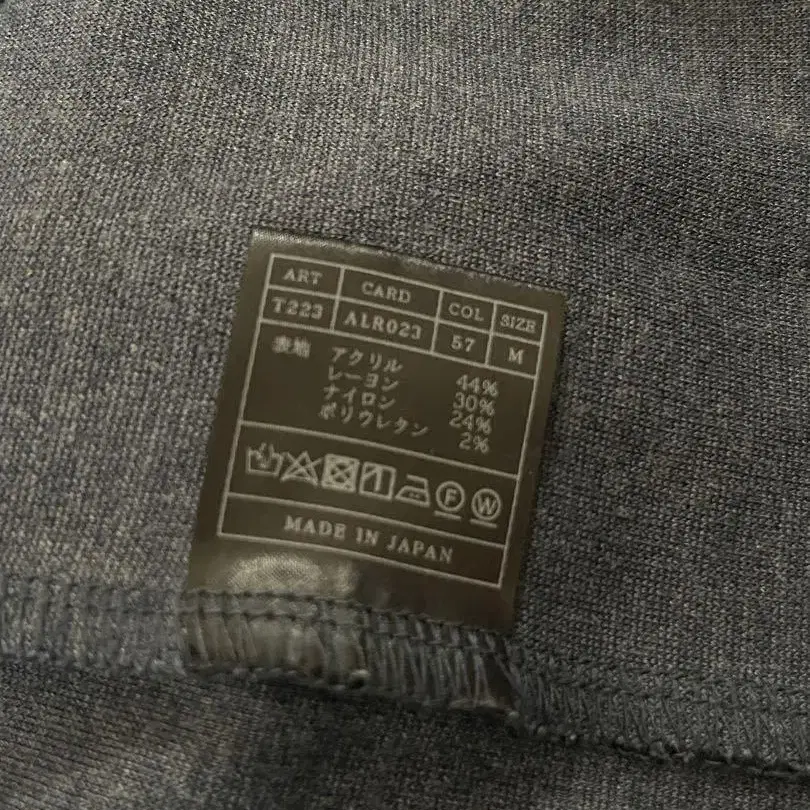 ART CARD COL SIZE
T223 ALR023 57 M
表地 アクリル 44%
レーヨン 30%
ナイロン 24%
ポリウレタン 2%
F W
MADE IN JAPAN